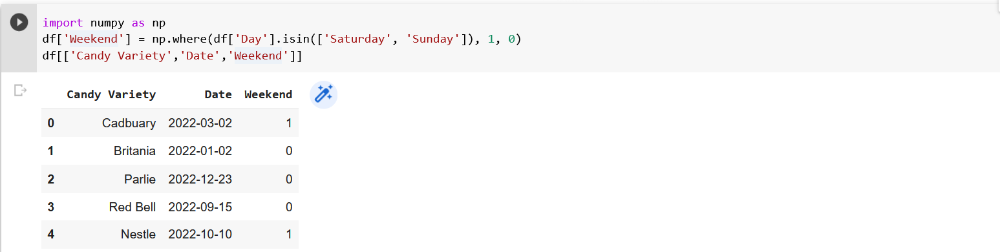 import numpy as np
df['Weekend'] = np.where(df['Day'].isin(['Saturday', 'Sunday']), 1, 0)
df[['Candy Variety','Date','Weekend']]
Candy Variety Date Weekend
0 Cadbuary 2022-03-02 1
1 Britania 2022-01-02 0
2 Parlie 2022-12-23 0
3 Red Bell 2022-09-15 0
4 Nestle 2022-10-10 1